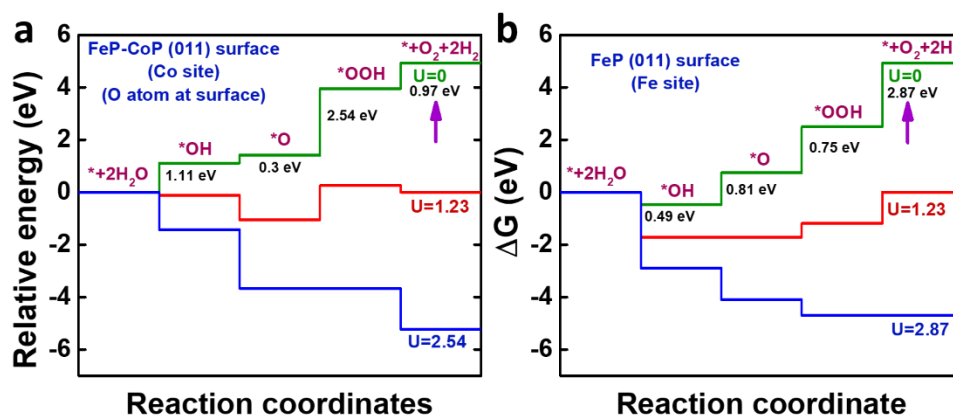 a
FeP-CoP (011) surface
(Co site)
(O atom at surface)
*+O₂+2H₂
U=0
0.97 eV
*OOH
2.54 eV
*O
0.3 eV
*OH
1.11 eV
*+2H₂O
U=1.23
U=2.54
6
4
2
0
-2
-4
-6
Relative energy (eV)
Reaction coordinates
b
FeP (011) surface
(Fe site)
*+O₂+2H
U=0
2.87 eV
*OOH
0.75 eV
*O
0.81 eV
*OH
0.49 eV
*+2H₂O
U=1.23
U=2.87
6
4
2
0
-2
-4
-6
ΔG (eV)
Reaction coordinate